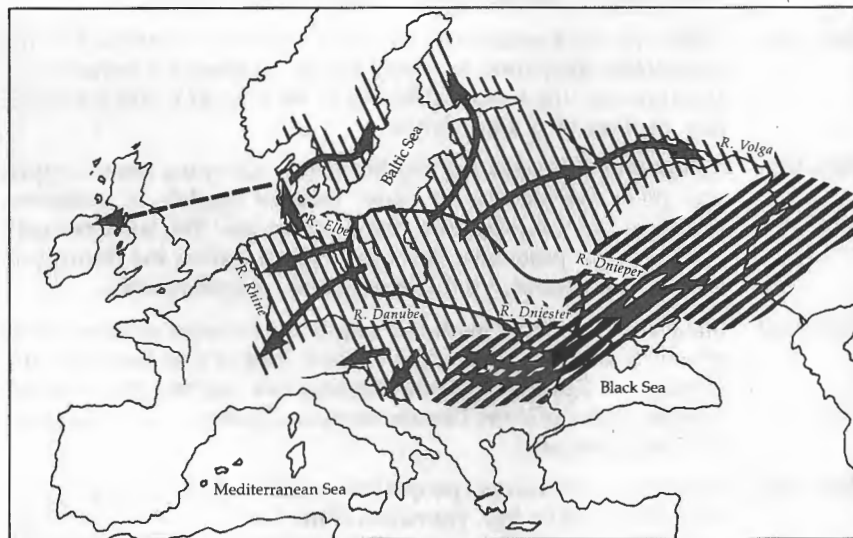 Baltic Sea
R. Volga
R. Elbe
R. Rhine
R. Dnieper
R. Danube
R. Dniester
Black Sea
Mediterranean Sea